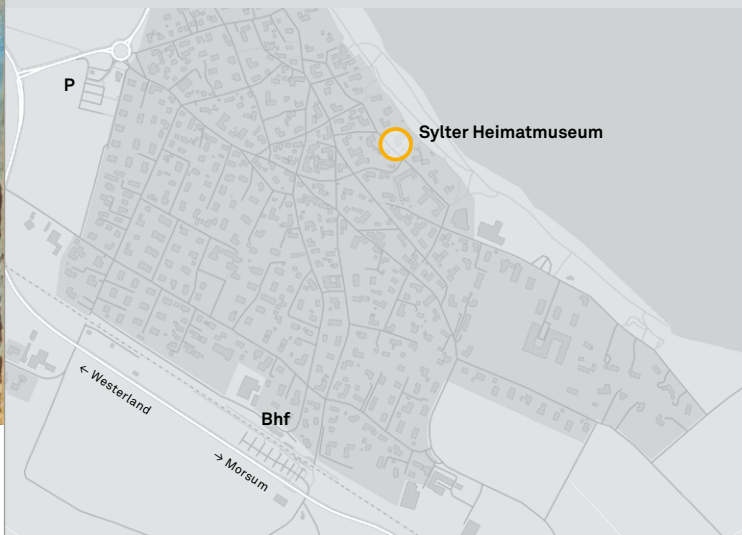 P
Sylter Heimatmuseum
← Westerland
Bhf
→ Morsum